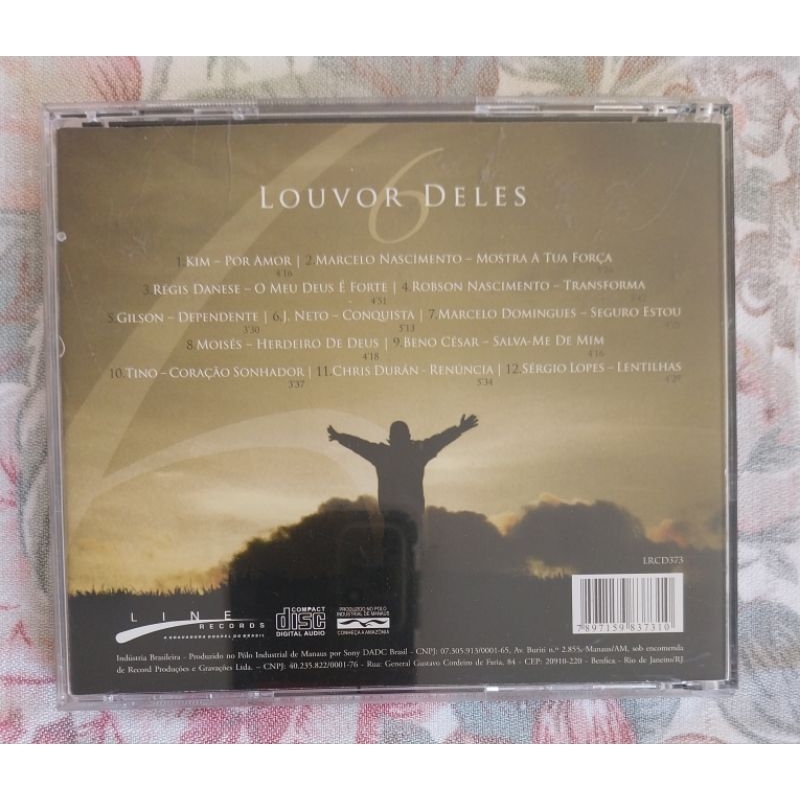 6
LOUVOR DELES
1.KIM – POR AMOR | 2.MARCELO NASCIMENTO – MOSTRA A TUA FORÇA
4'16
3.REGIS DANESE – O MEU DEUS É FORTE | 4.ROBSON NASCIMENTO – TRANSFORMA
4'51
5.GILSON – DEPENDENTE | 6.J. NETO – CONQUISTA | 7.MARCELO DOMINGUES – SEGURO ESTOU
3'30 5'13
8.MOISÉS – HERDEIRO DE DEUS | 9.BENO CÉSAR – SALVA-ME DE MIM
4'18 4'16
10.TINO – CORAÇÃO SONHADOR | 11.CHRIS DURÁN - RENÚNCIA | 12.SÉRGIO LOPES – LENTILHAS
3'37 5'34 4'27
LRCD373
7897159837310
LINE
RECORDS
A GRAVADORA GOSPEL DO BRASIL
COMPACT
disc
DIGITAL AUDIO
PRODUZIDO NO PÓLO
INDUSTRIAL DE MANAUS
CONHEÇA A AMAZÔNIA
Indústria Brasileira - Produzido no Pólo Industrial de Manaus por Sony DADC Brasil – CNPJ: 07.305.913/0001-65, Av. Buriti n.º 2.855,-Manaus/AM, sob encomenda
de Record Produções e Gravações Ltda. – CNPJ: 40.235.822/0001-76 - Rua: General Gustavo Cordeiro de Faria, 84 - CEP: 20910-220 - Benfica. - Rio de Janeiro/RJ